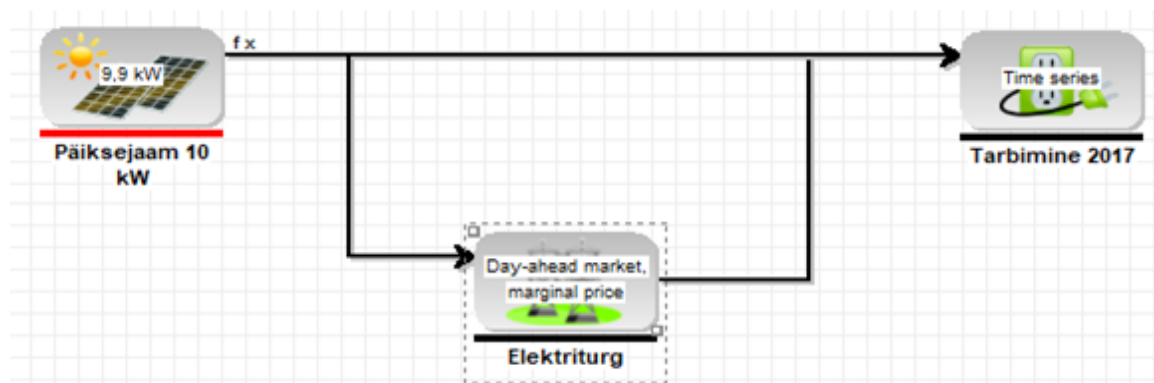 f x
9,9 kW
Päiksejaam 10
kW
Time series
Tarbimine 2017
Day-ahead market,
marginal price
Elektriturg